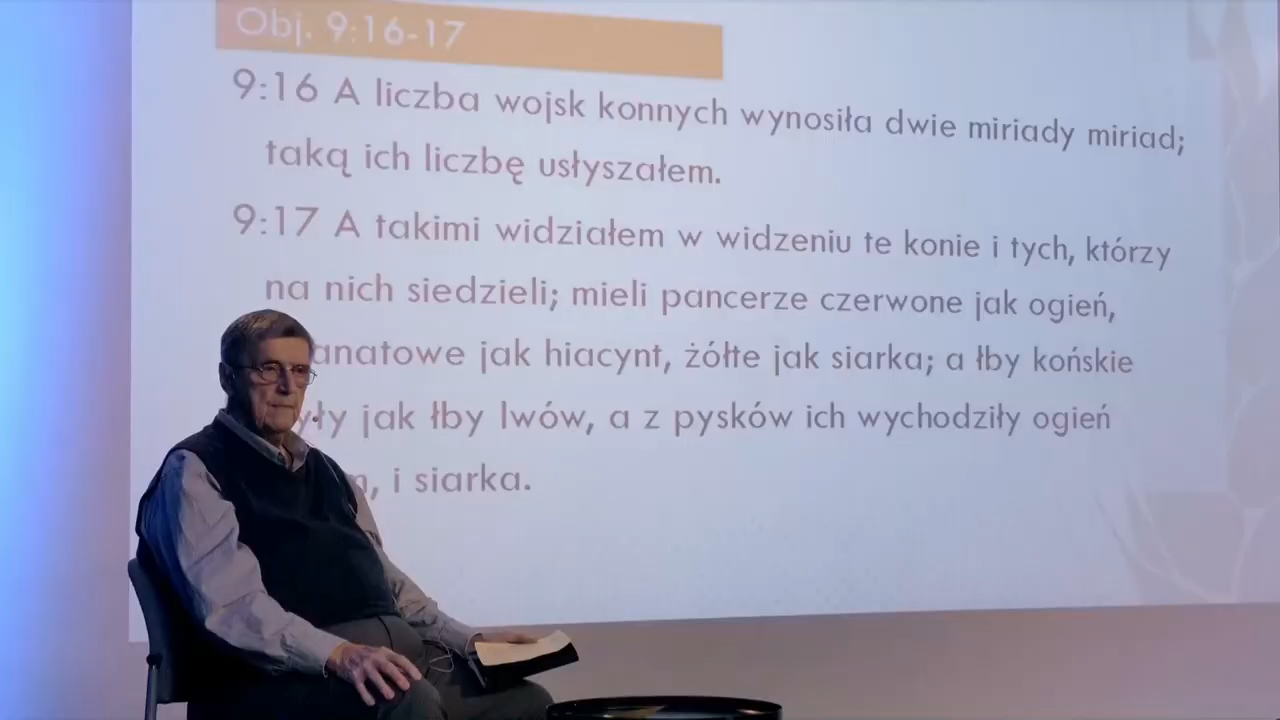 Obj. 9:16-17
9:16 A liczba wojsk konnych wynosiła dwie miriady miriad;
taką ich liczbę usłyszałem.
9:17 A takimi widziałem w widzeniu te konie i tych, którzy
na nich siedzieli; mieli pancerze czerwone jak ogień,
jak hiacynt, żółte jak siarka; a łby końskie
jak łby lwów, a z pysków ich wychodziły ogień
i siarka.